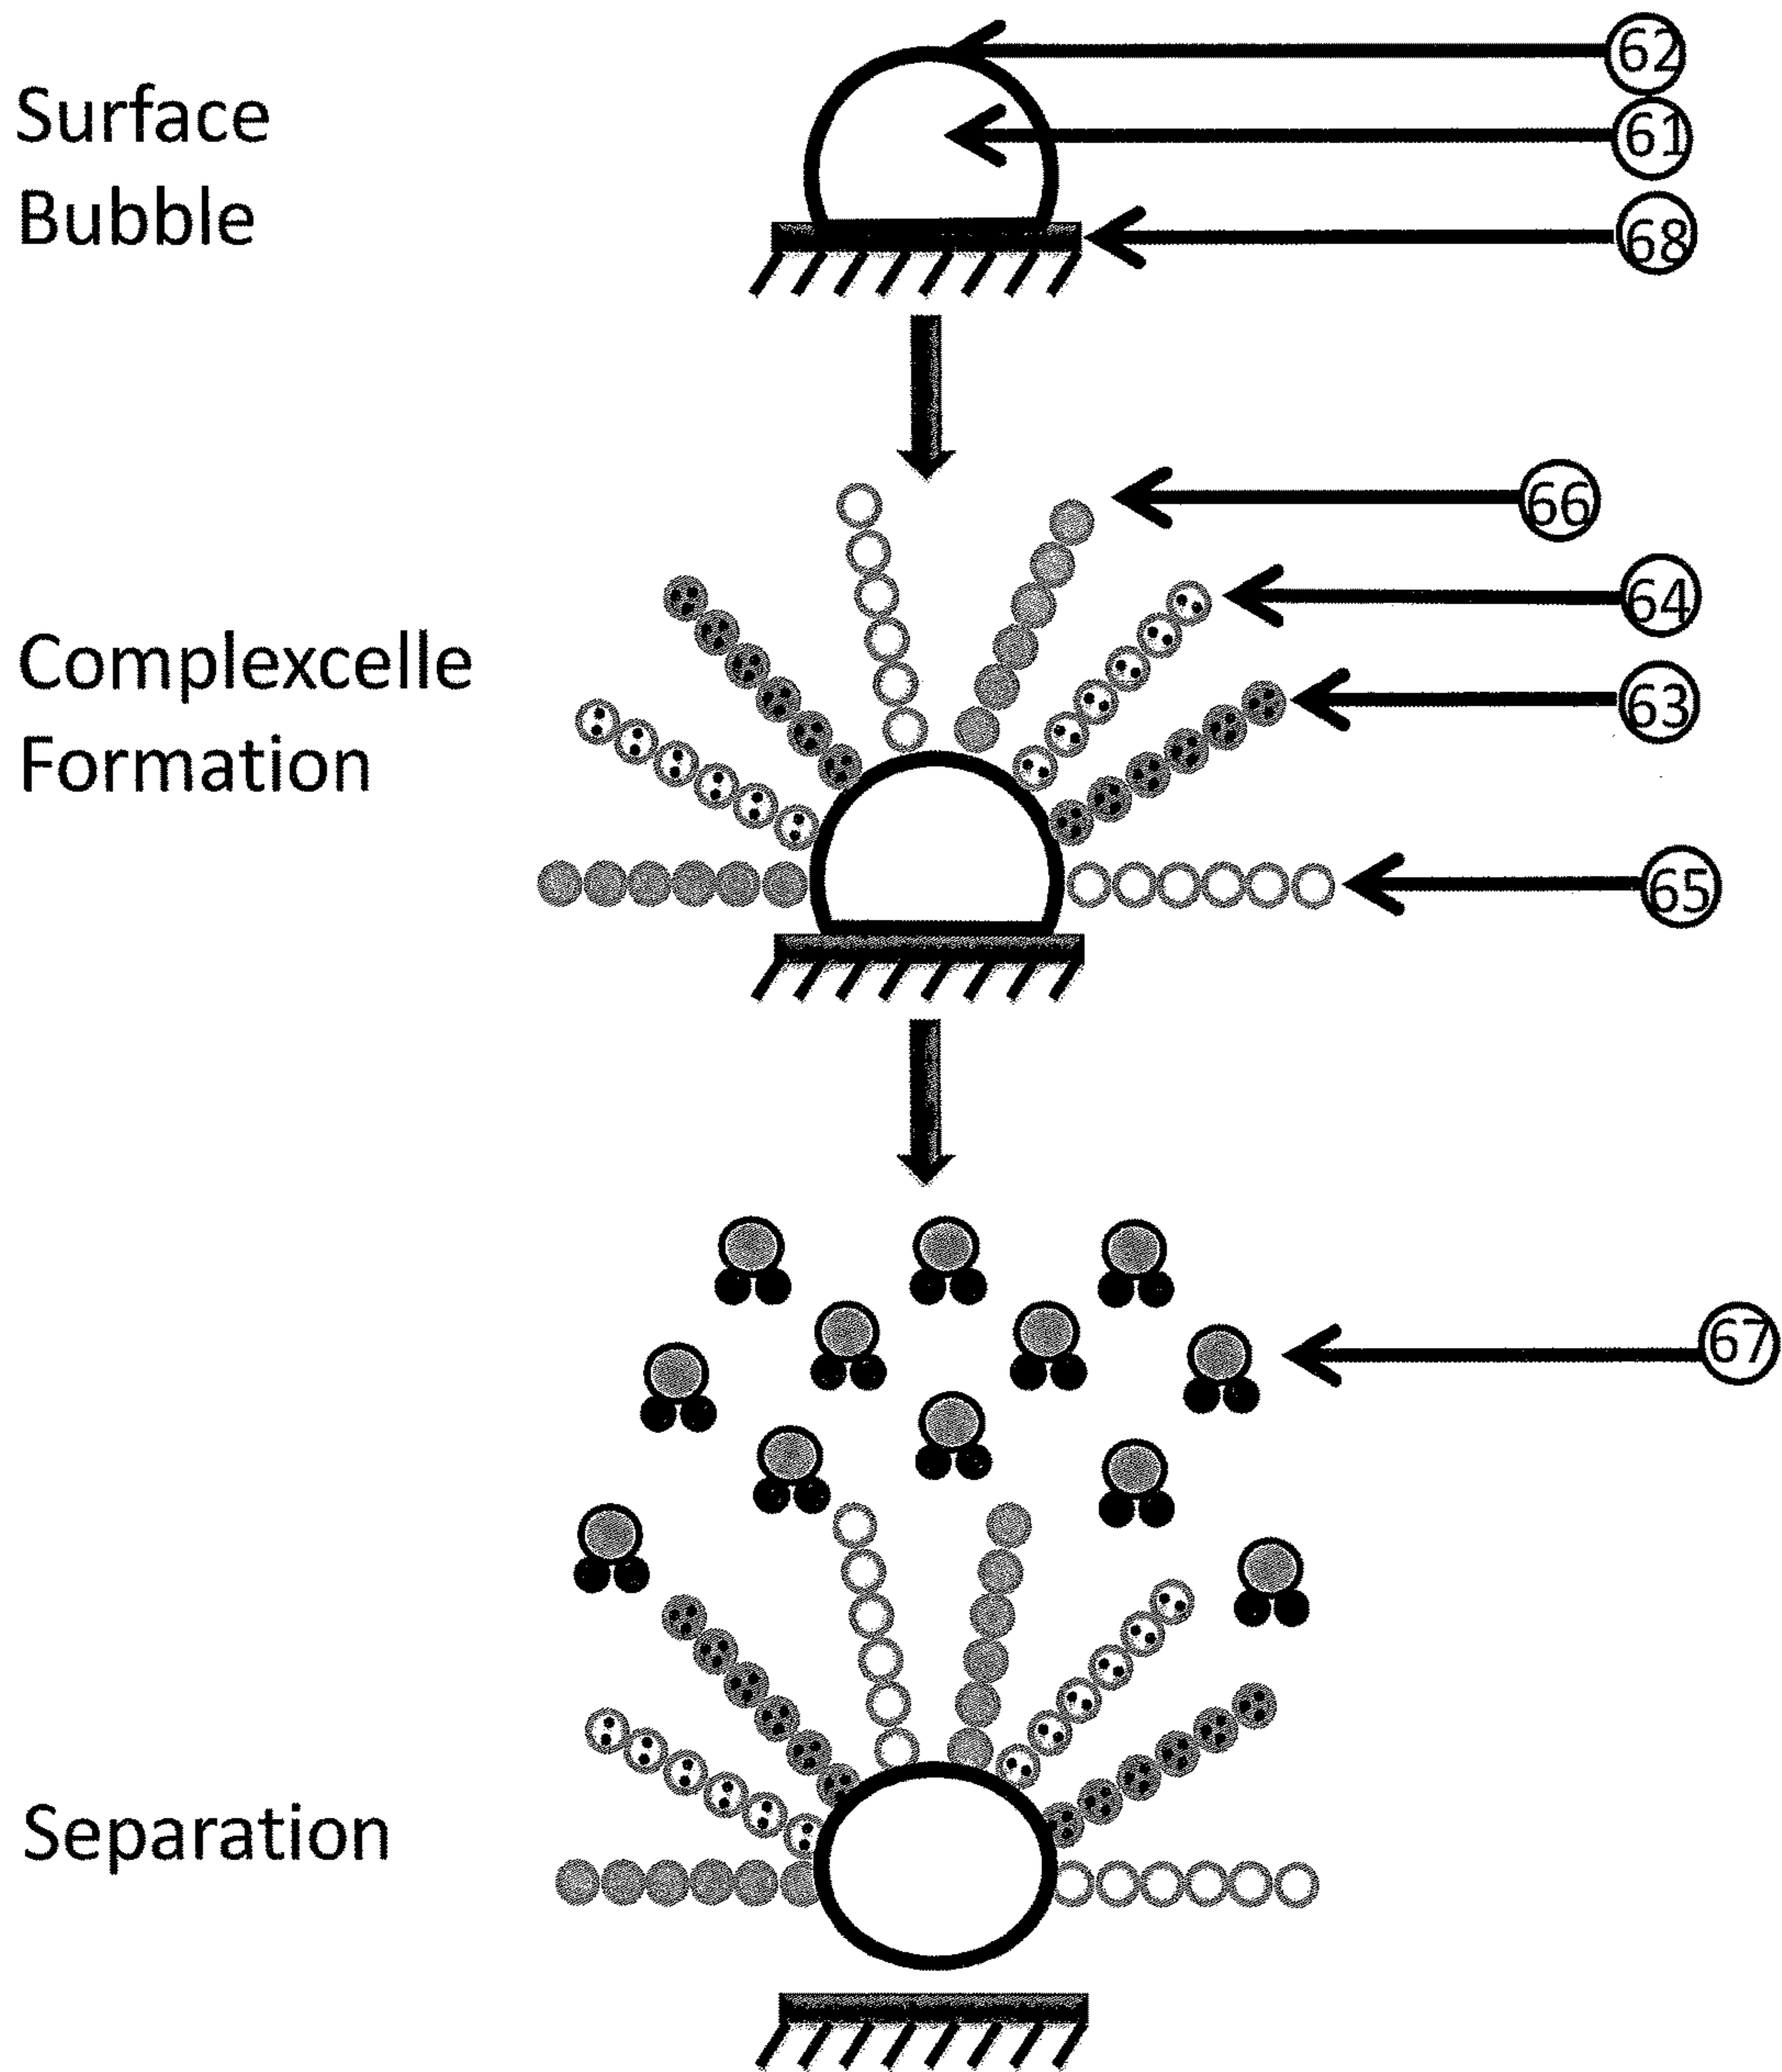 62
Surface
61
Bubble
68
66
64
Complexcelle
63
Formation
65
67
Separation